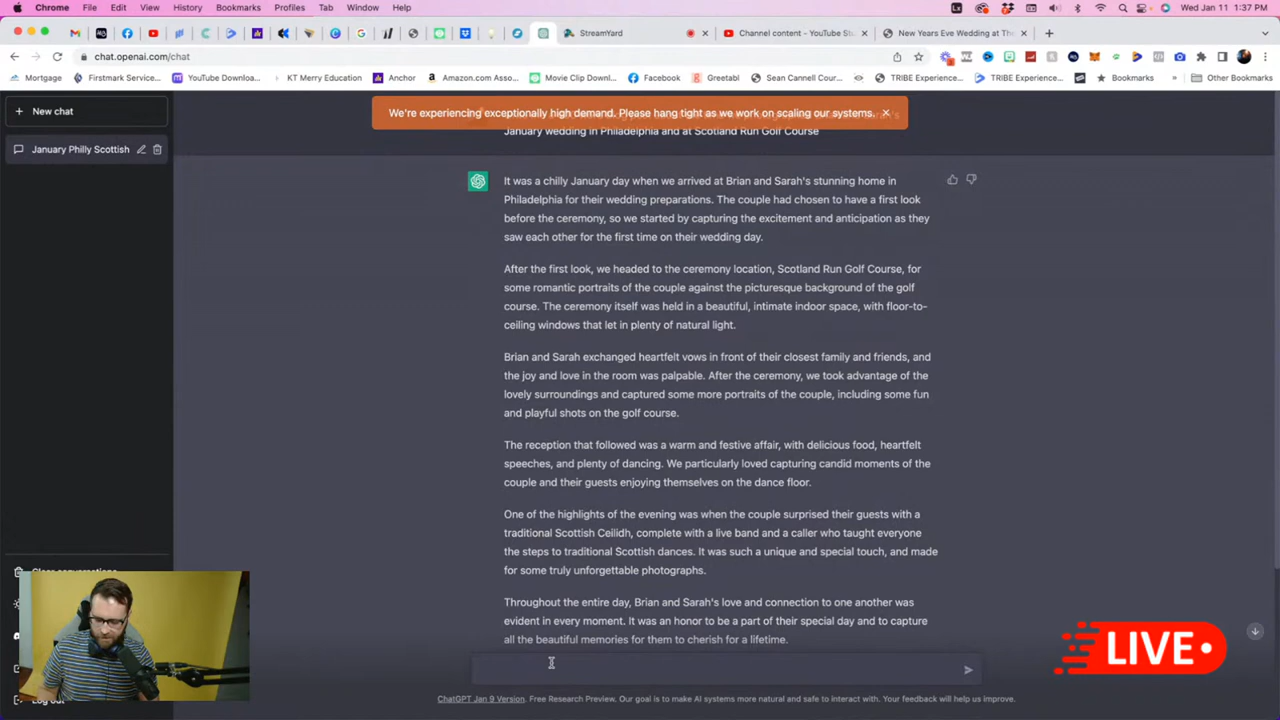 Chrome File Edit View History Bookmarks Profiles Tab Window Help Wed Jan 11 1:37 PM
StreamYard Channel content - YouTub New Years Eve Wedding at The
chat.openai.com/chat
Mortgage Firstmark Service... YouTube Downloa... KT Merry Education Anchor Amazon.com Asso... Movie Clip Downl... Facebook Greetabl Sean Cannell Cour... TRIBE Experience... TRIBE Experience... Bookmarks » Other Bookmarks
New chat
We're experiencing exceptionally high demand. Please hang tight as we work on scaling our systems.
January wedding in Philadelphia and at Scotland Run Golf Course
January Philly Scottish
It was a chilly January day when we arrived at Brian and Sarah's stunning home in
Philadelphia for their wedding preparations. The couple had chosen to have a first look
before the ceremony, so we started by capturing the excitement and anticipation as they
saw each other for the first time on their wedding day.
After the first look, we headed to the ceremony location, Scotland Run Golf Course, for
some romantic portraits of the couple against the picturesque background of the golf
course. The ceremony itself was held in a beautiful, intimate indoor space, with floor-to-
ceiling windows that let in plenty of natural light.
Brian and Sarah exchanged heartfelt vows in front of their closest family and friends, and
the joy and love in the room was palpable. After the ceremony, we took advantage of the
lovely surroundings and captured some more portraits of the couple, including some fun
and playful shots on the golf course.
The reception that followed was a warm and festive affair, with delicious food, heartfelt
speeches, and plenty of dancing. We particularly loved capturing candid moments of the
couple and their guests enjoying themselves on the dance floor.
One of the highlights of the evening was when the couple surprised their guests with a
traditional Scottish Ceilidh, complete with a live band and a caller who taught everyone
the steps to traditional Scottish dances. It was such a unique and special touch, and made
for some truly unforgettable photographs.
Throughout the entire day, Brian and Sarah's love and connection to one another was
evident in every moment. It was an honor to be a part of their special day and to capture
all the beautiful memories for them to cherish for a lifetime.
Clear conversations
Log out
LIVE
ChatGPT Jan 9 Version. Free Research Preview. Our goal is to make AI systems more natural and safe to interact with. Your feedback will help us improve.